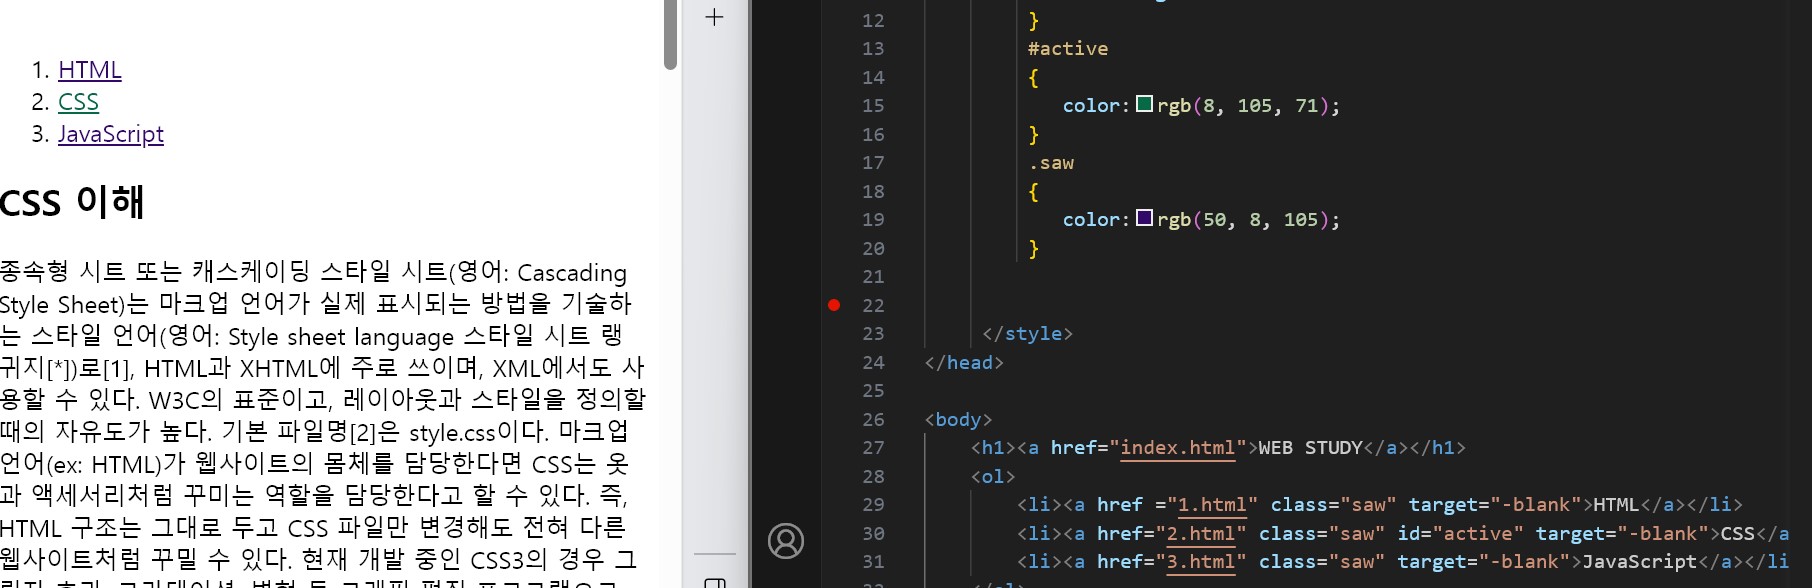 1. HTML
2. CSS
3. JavaScript
CSS 이해
종속형 시트 또는 캐스케이딩 스타일 시트(영어: Cascading
Style Sheet)는 마크업 언어가 실제 표시되는 방법을 기술하
는 스타일 언어(영어: Style sheet language 스타일 시트 랭
귀지[*])로[1], HTML과 XHTML에 주로 쓰이며, XML에서도 사
용할 수 있다. W3C의 표준이고, 레이아웃과 스타일을 정의할
때의 자유도가 높다. 기본 파일명[2]은 style.css이다. 마크업
언어(ex: HTML)가 웹사이트의 몸체를 담당한다면 CSS는 옷
과 액세서리처럼 꾸미는 역할을 담당한다고 할 수 있다. 즉,
HTML 구조는 그대로 두고 CSS 파일만 변경해도 전혀 다른
웹사이트처럼 꾸밀 수 있다. 현재 개발 중인 CSS3의 경우 그
12 }
13 #active
14 {
15 color: rgb(8, 105, 71);
16 }
17 .saw
18 {
19 color: rgb(50, 8, 105);
20 }
21
22
23 </style>
24 </head>
25
26 <body>
27 <h1><a href="index.html">WEB STUDY</a></h1>
28 <ol>
29 <li><a href ="1.html" class="saw" target="-blank">HTML</a></li>
30 <li><a href="2.html" class="saw" id="active" target="-blank">CSS</a
31 <li><a href="3.html" class="saw" target="-blank">JavaScript</a></li